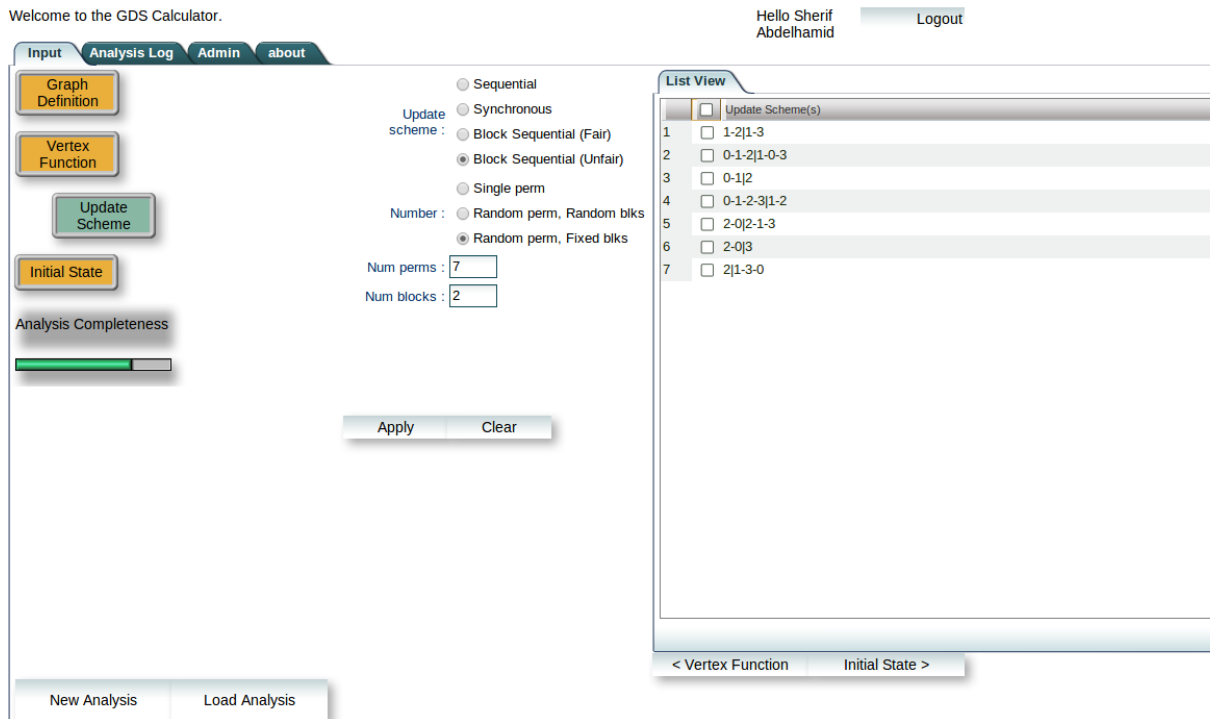 Welcome to the GDS Calculator.
Hello Sherif
Abdelhamid
Logout
Input
Analysis Log
Admin
about
Graph
Definition
Vertex
Function
Update
Scheme
Initial State
Analysis Completeness
Update
scheme :
Sequential
Synchronous
Block Sequential (Fair)
Block Sequential (Unfair)
Number :
Single perm
Random perm, Random blks
Random perm, Fixed blks
Num perms : 7
Num blocks : 2
Apply
Clear
List View
Update Scheme(s)
1 1-2|1-3
2 0-1-2|1-0-3
3 0-1|2
4 0-1-2-3|1-2
5 2-0|2-1-3
6 2-0|3
7 2|1-3-0
< Vertex Function
Initial State >
New Analysis
Load Analysis